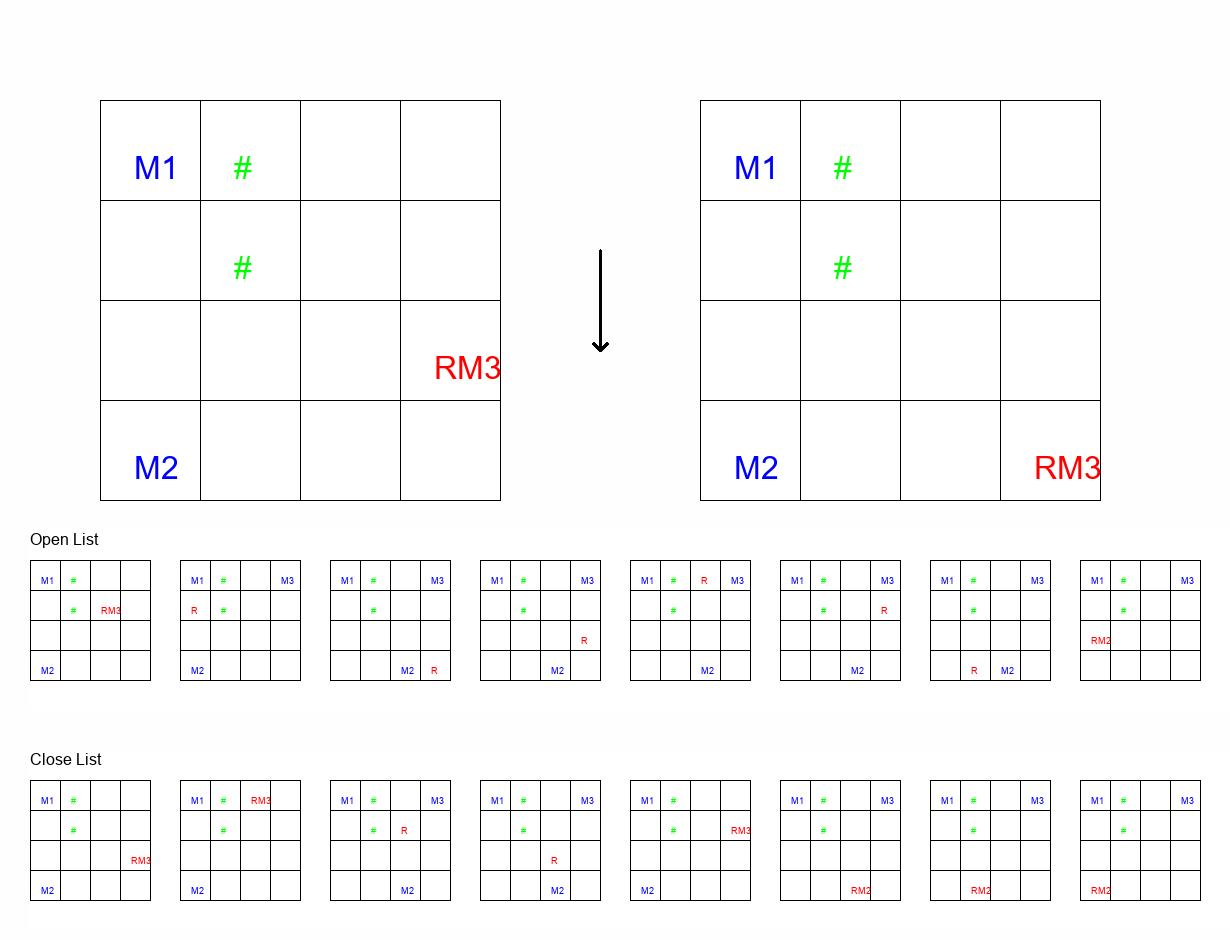 M1 # M1 #
# #
RM3
M2 M2 RM3
Open List
M1 # M1 # M3 M1 # M3 M1 # M3 M1 # R M3 M1 # M3 M1 # M3 M1 # M3
# RM3 R # # # # # R # #
R RM2
M2 M2 M2 R M2 M2 M2 R M2
Close List
M1 # M1 # RM3 M1 # M3 M1 # M3 M1 # M1 # M3 M1 # M3 M1 # M3
# # # R # # RM3 # # #
RM3 R
M2 M2 M2 M2 M2 RM2 RM2 RM2